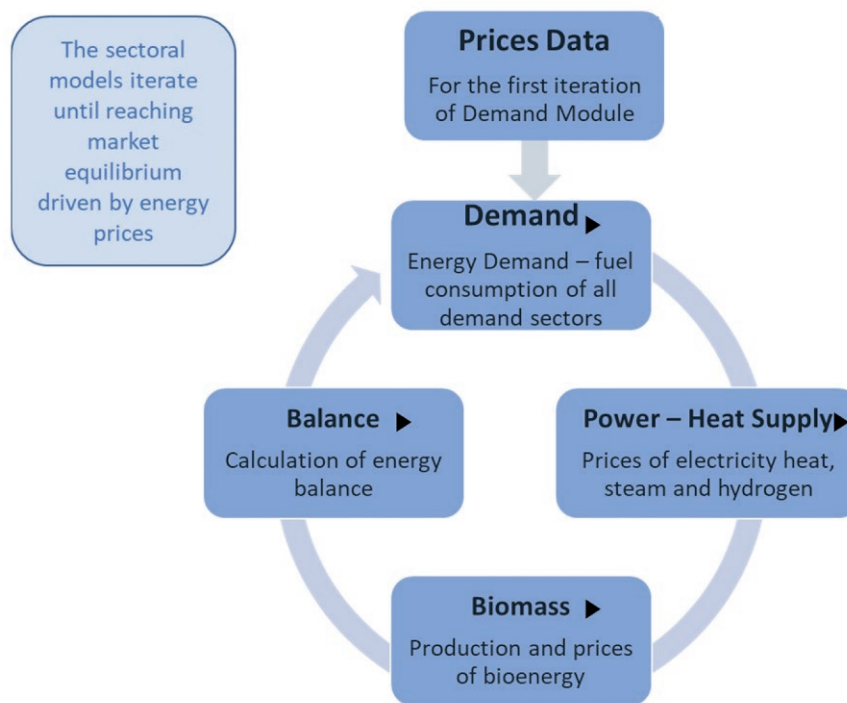 The sectoral
models iterate
until reaching
market
equilibrium
driven by energy
prices
Prices Data
For the first iteration
of Demand Module
Demand
Energy Demand – fuel
consumption of all
demand sectors
Balance
Calculation of energy
balance
Power – Heat Supply
Prices of electricity heat,
steam and hydrogen
Biomass
Production and prices
of bioenergy